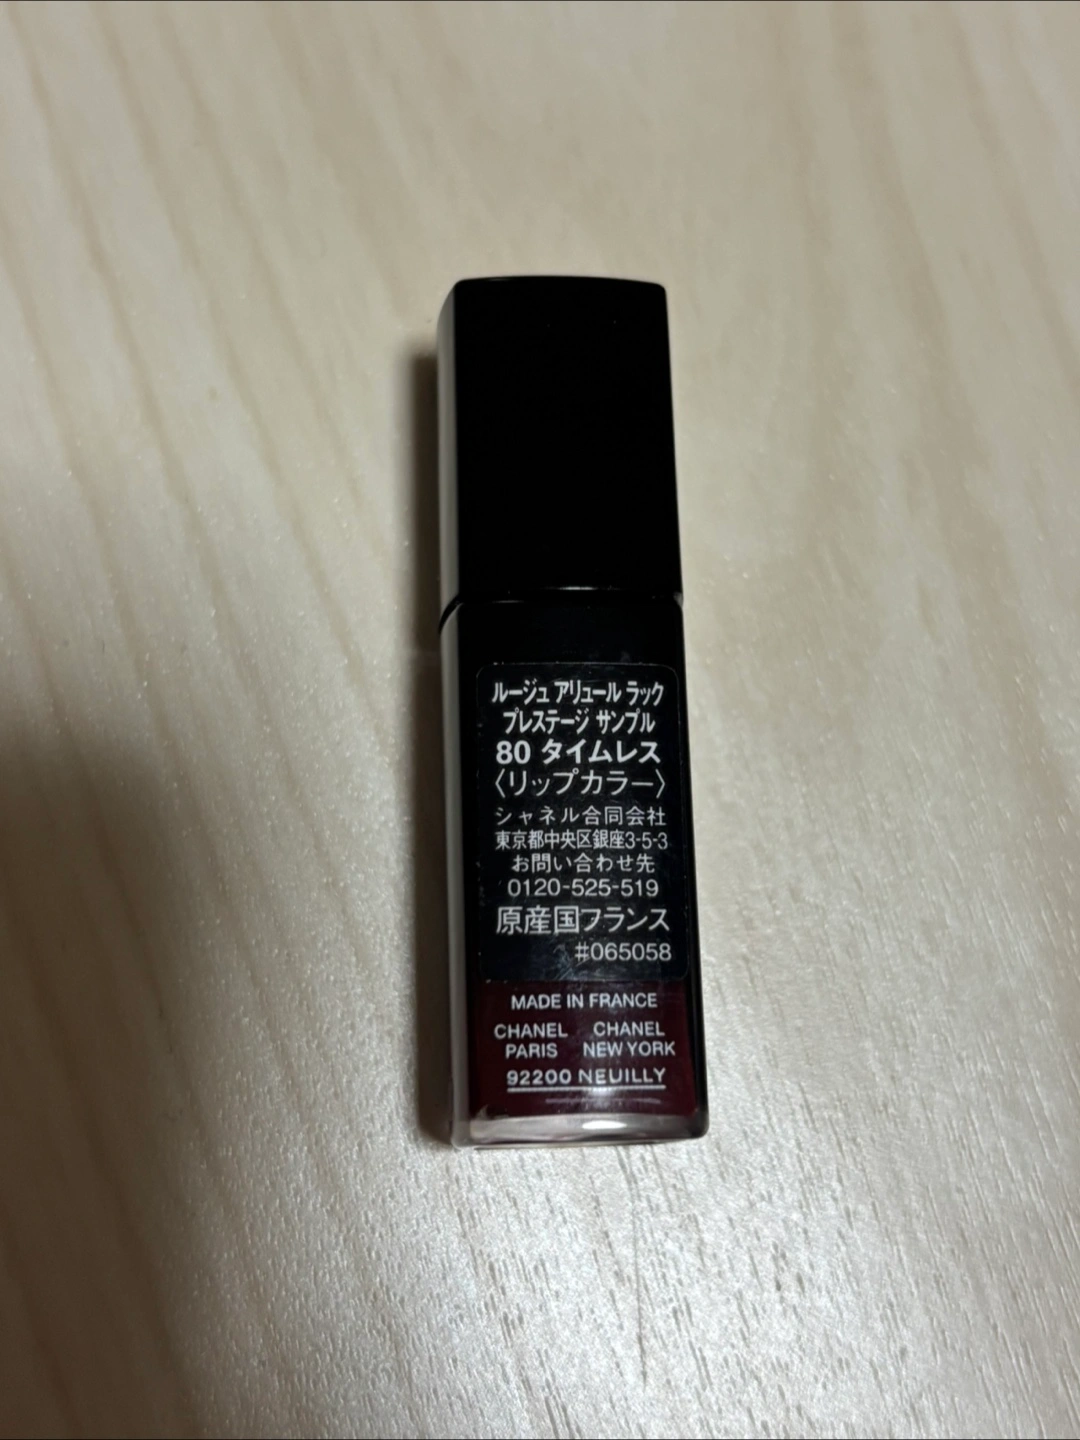 ルージュ アリュール ラック
プレステージ サンプル
80 タイムレス
〈リップカラー〉
シャネル合同会社
東京都中央区銀座3-5-3
お問い合わせ先
0120-525-519
原産国フランス
#065058
MADE IN FRANCE
CHANEL CHANEL
PARIS NEW YORK
92200 NEUILLY